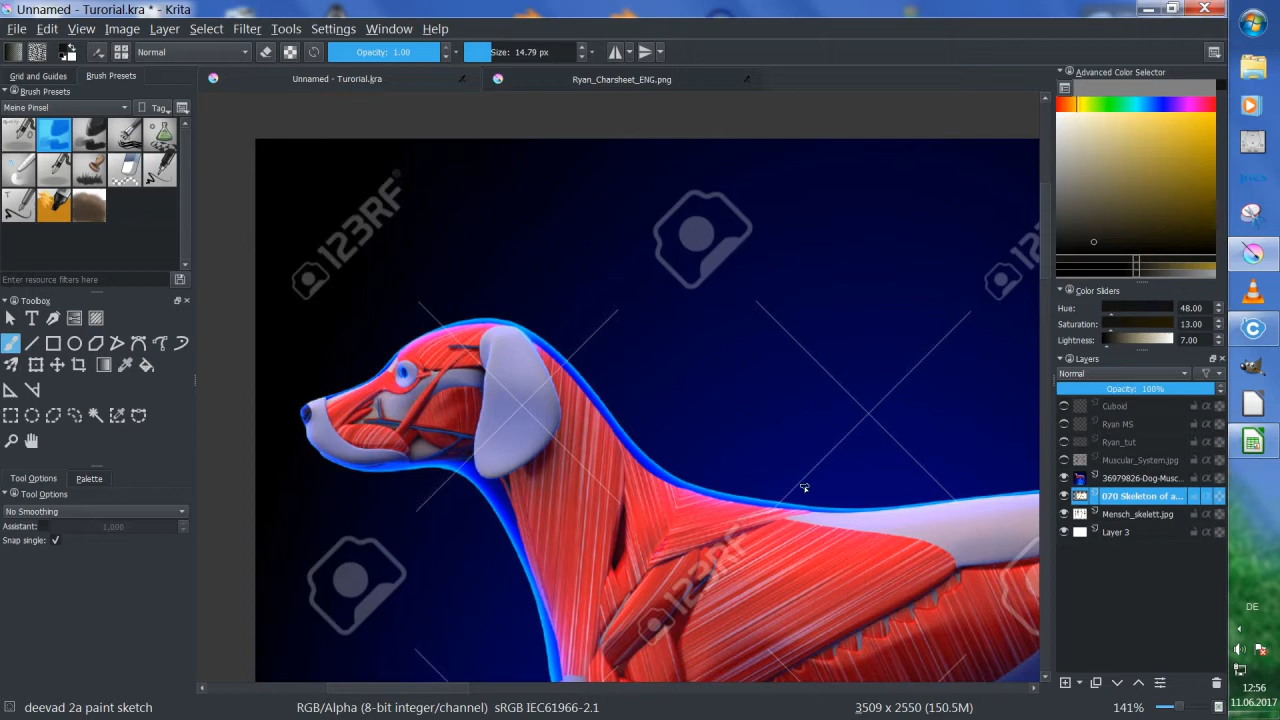 Unnamed - Turorial.kra * - Krita
File Edit View Image Layer Select Filter Tools Settings Windows Help
Normal
Opacity: 1.00
Size: 14.79 px
Grid and Guides
Brush Presets
Unnamed - Turorial.kra
Ryan_Charsheet_ENG.png
Advanced Color Selector
Brush Presets
Meine Pinsel
Tag
Enter resource filters here
Toolbox
Color Sliders
Hue: 48.00
Saturation: 13.00
Lightness: 7.00
Layers
Normal
Opacity: 100%
Cuboid
Ryan MS
Ryan_tut
Muscular_System.jpg
36979826-Dog-Musc...
070 Skeleton of a...
Mensch_skelett.jpg
Layer 3
123RF®
123RF
Tool Options
Palette
Tool Options
No Smoothing
Assistant: 1,000
Snap single:
DE
12:56
11.06.2017
deevad 2a paint sketch
RGB/Alpha (8-bit integer/channel) sRGB IEC61966-2.1
3509 x 2550 (150.5M)
141%